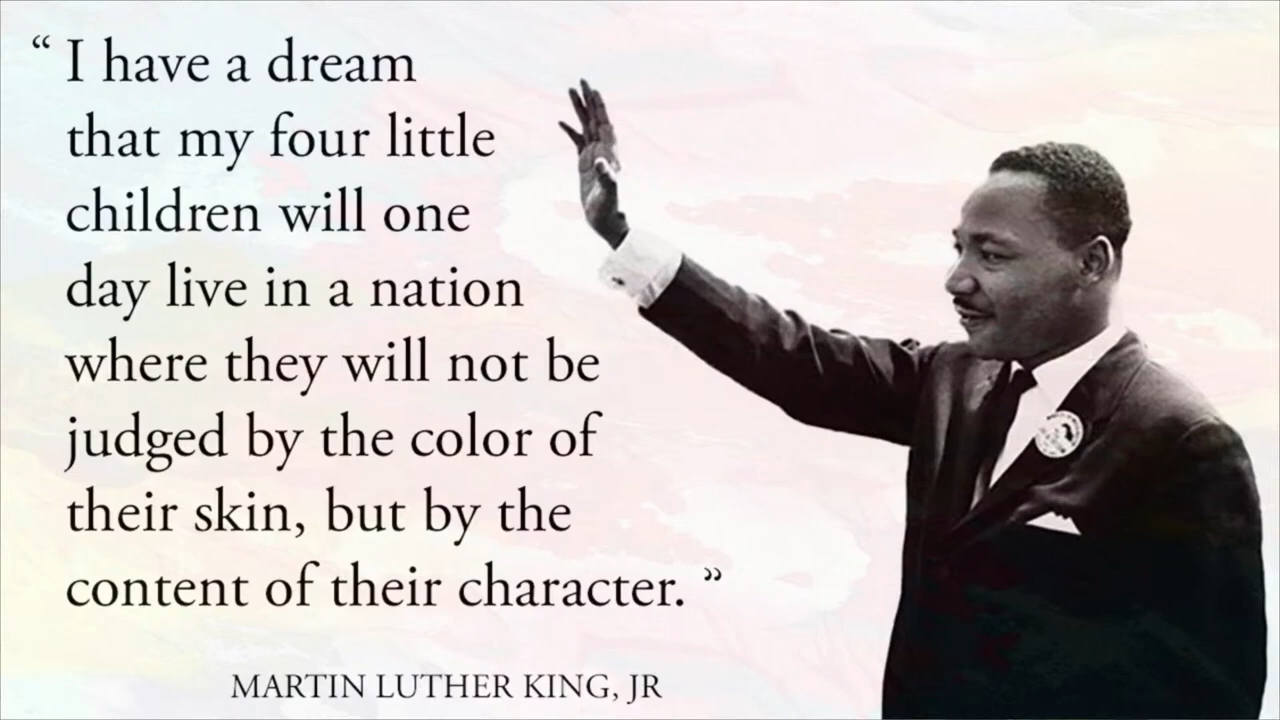 “ I have a dream
that my four little
children will one
day live in a nation
where they will not be
judged by the color of
their skin, but by the
content of their character. ”
MARTIN LUTHER KING, JR